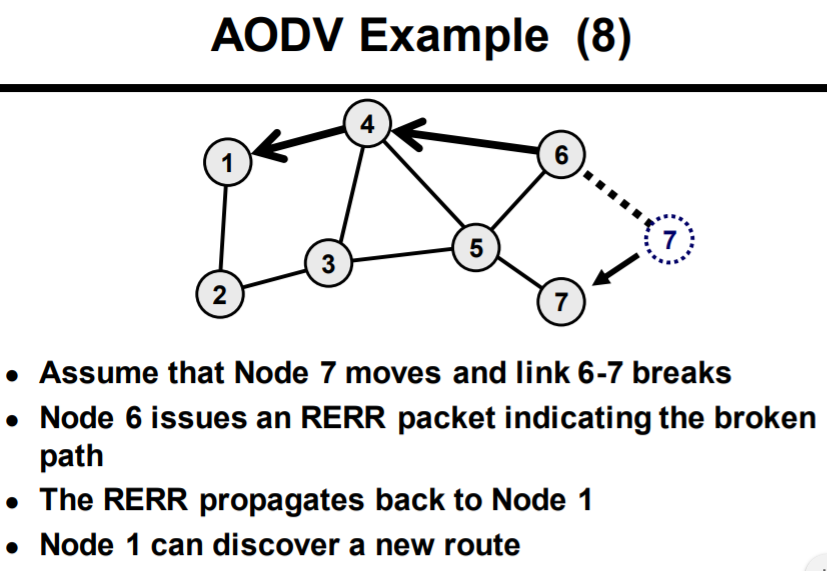 AODV Example (8)
4
1
6
7
5
3
2
7
• Assume that Node 7 moves and link 6-7 breaks
• Node 6 issues an RERR packet indicating the broken
path
• The RERR propagates back to Node 1
• Node 1 can discover a new route